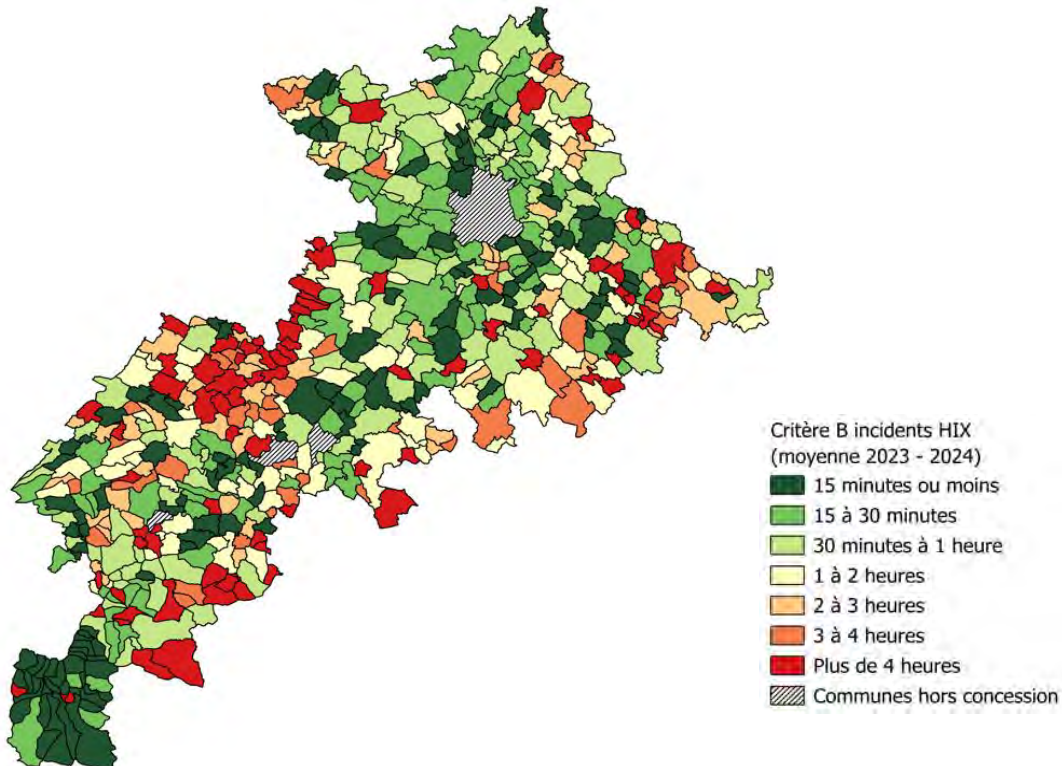 Critère B incidents HIX
(moyenne 2023 - 2024)
15 minutes ou moins
15 à 30 minutes
30 minutes à 1 heure
1 à 2 heures
2 à 3 heures
3 à 4 heures
Plus de 4 heures
Communes hors concession